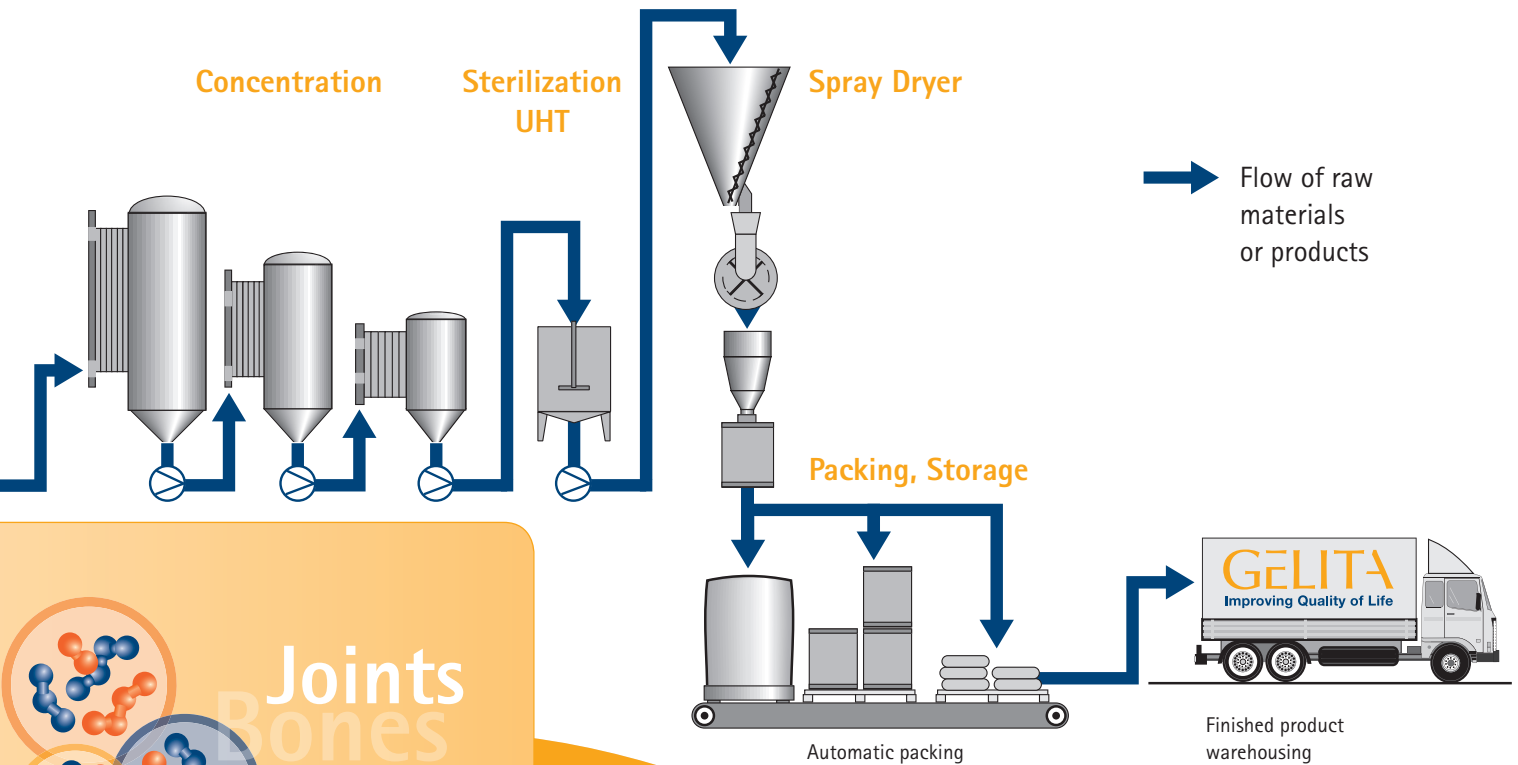 Concentration
Sterilization
UHT
Spray Dryer
Flow of raw
materials
or products
Packing, Storage
GELITA
Improving Quality of Life
Joints
Bones
Automatic packing
Finished product
warehousing